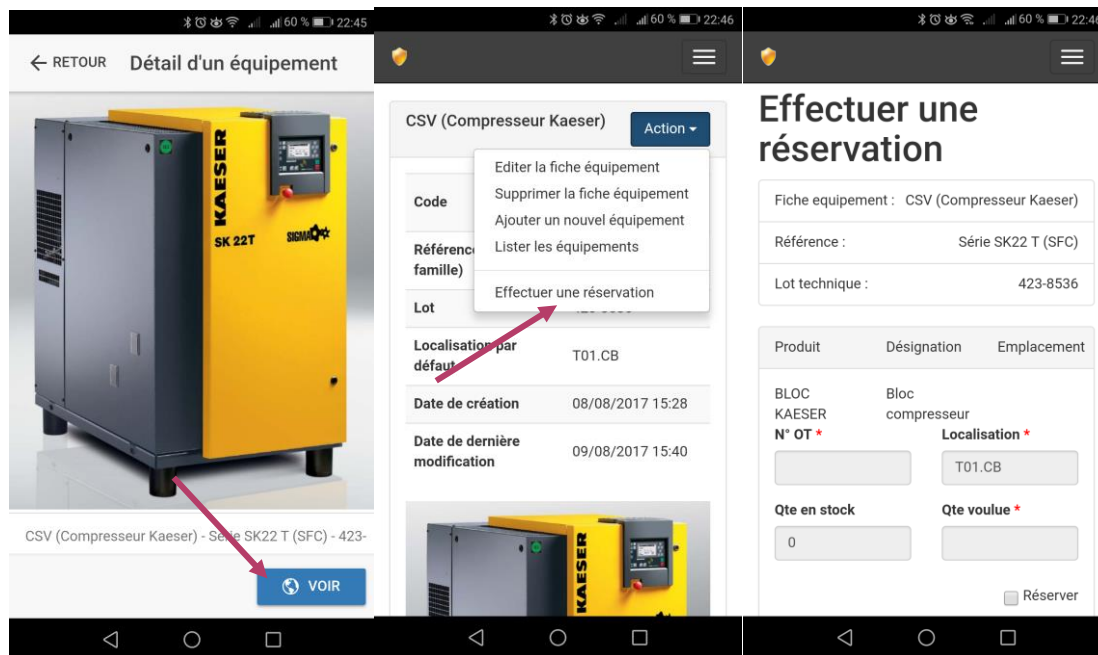 60 % 22:45
← RETOUR Détail d'un équipement
KAESER
SK 22T
SIGMA
CSV (Compresseur Kaeser) - Série SK22 T (SFC) - 423-
VOIR
60 % 22:46
CSV (Compresseur Kaeser)
Action
Editer la fiche équipement
Supprimer la fiche équipement
Ajouter un nouvel équipement
Lister les équipements
Effectuer une réservation
Code
Référence
famille)
Lot
Localisation par
défaut
T01.CB
Date de création 08/08/2017 15:28
Date de dernière
modification
09/08/2017 15:40
KAESER
60 % 22:46
Effectuer une
réservation
Fiche equipement : CSV (Compresseur Kaeser)
Référence : Série SK22 T (SFC)
Lot technique : 423-8536
Produit Désignation Emplacement
BLOC Bloc
KAESER compresseur
N° OT * Localisation *
T01.CB
Qte en stock Qte voulue *
0
Réserver